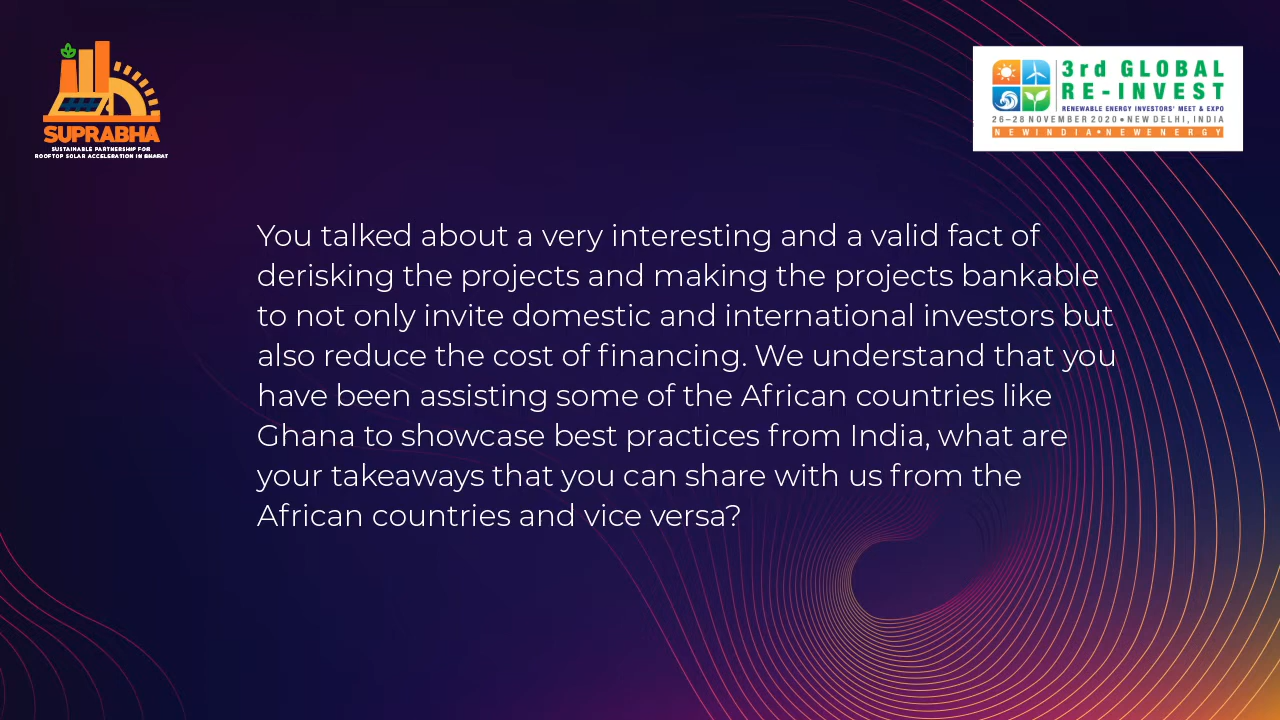 SUPRABHA
SUSTAINABLE PARTNERSHIP FOR
ROOFTOP SOLAR ACCELERATION IN BHARAT
3rd GLOBAL
RE-INVEST
RENEWABLE ENERGY INVESTORS' MEET & EXPO
26-28 NOVEMBER 2020 • NEW DELHI, INDIA
NEW INDIA • NEW ENERGY
You talked about a very interesting and a valid fact of
derisking the projects and making the projects bankable
to not only invite domestic and international investors but
also reduce the cost of financing. We understand that you
have been assisting some of the African countries like
Ghana to showcase best practices from India, what are
your takeaways that you can share with us from the
African countries and vice versa?